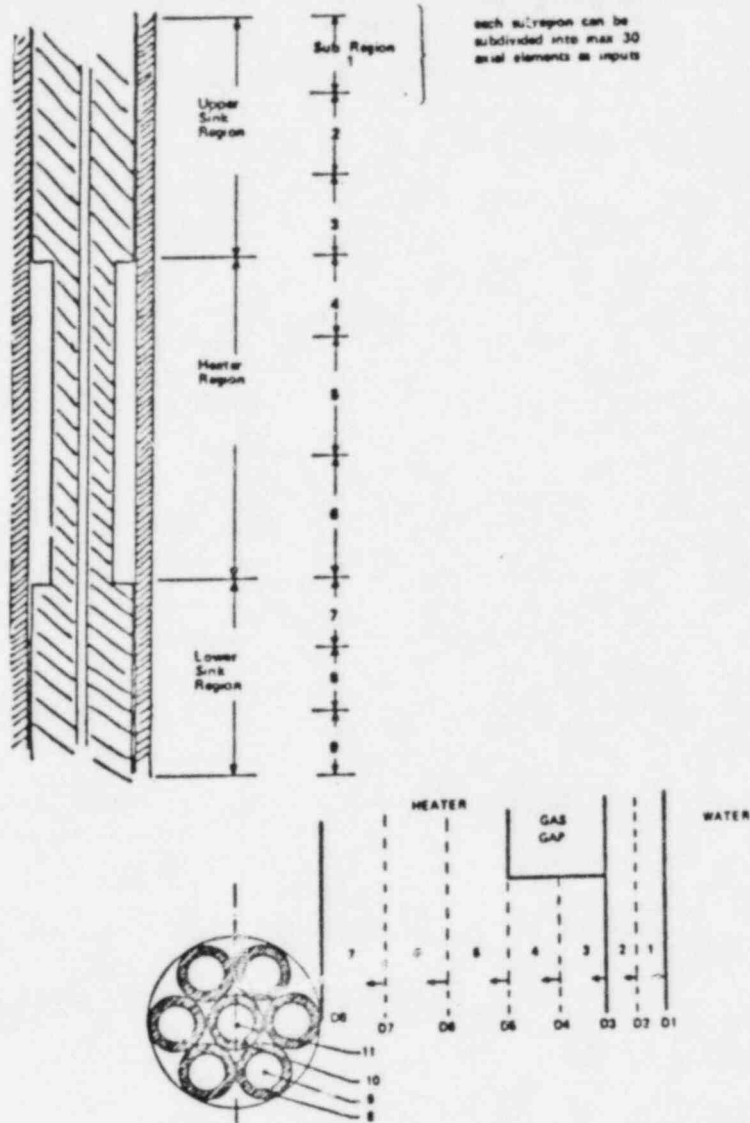 each subregion can be
subdivided into max 30
axial elements as inputs
Sub Region
1
Upper
Sink
Region
2
3
4
Heater
Region
5
6
7
Lower
Sink
Region
8
9
HEATER
GAS
GAP
WATER
7
5
4
3
2
1
D7
D6
D5
D4
D3
D2
D1
11
10
9
8